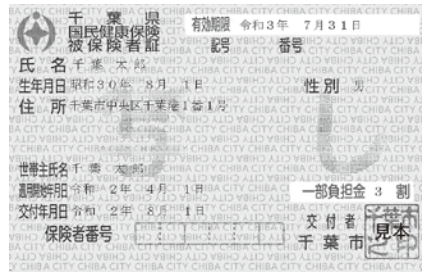 千葉県
国民健康保険
被保険者証
有効期限 令和3年 7月31日
記号 番号
氏名 千葉 太郎
生年月日 昭和30年 8月 1日 性別 男
住所 千葉市中央区千葉港1番1号
世帯主氏名 千葉 太郎
適用開始年月日 令和 2年 4月 1日
一部負担金 3 割
交付年月日 令和 2年 8月 1日
保険者番号
交付者
千葉市
見本
CHIBA CITY